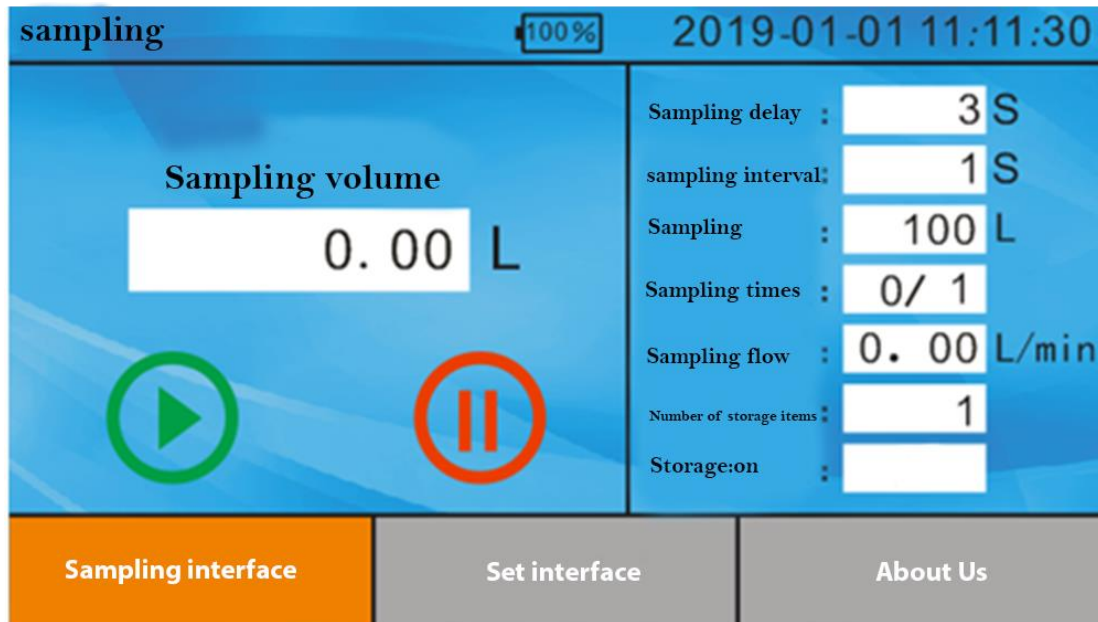 sampling 100% 2019-01-01 11:11:30
Sampling volume
0.00 L
Sampling delay : 3 S
sampling interval: 1 S
Sampling : 100 L
Sampling times : 0/ 1
Sampling flow : 0.00 L/min
Number of storage items: 1
Storage:on :
Sampling interface
Set interface
About Us